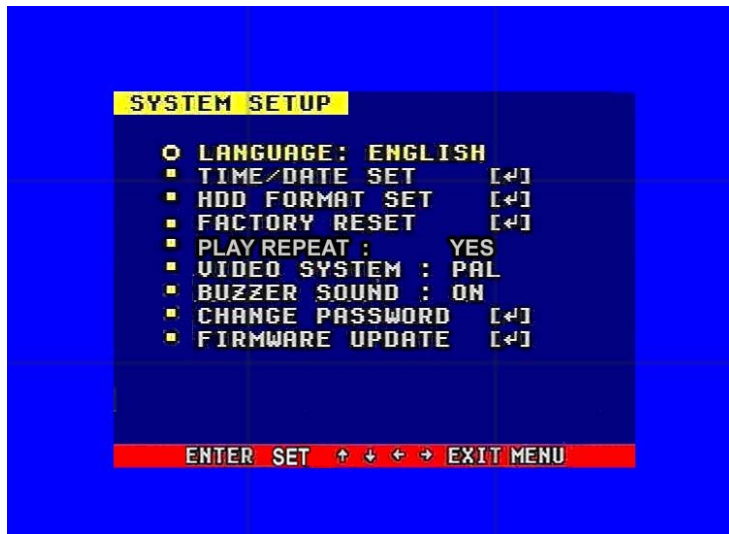 SYSTEM SETUP
LANGUAGE: ENGLISH
TIME/DATE SET [↵]
HDD FORMAT SET [↵]
FACTORY RESET [↵]
PLAY REPEAT : YES
VIDEO SYSTEM : PAL
BUZZER SOUND : ON
CHANGE PASSWORD [↵]
FIRMWARE UPDATE [↵]
ENTER SET ↑ ↓ ← → EXIT MENU